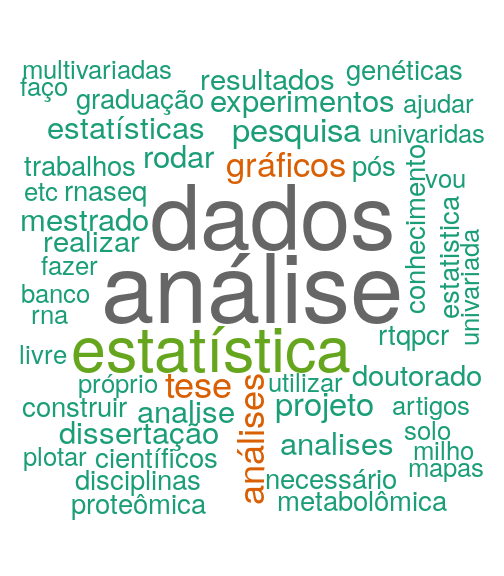 multivariadas
resultados
genéticas
faço
graduação
experimentos
ajudar
estatísticas
pesquisa
univaridas
trabalhos
rodar
gráficos
pós
conhecimento
vou
etc
rnaseq
dados
estatistica
mestrado
realizar
univariada
fazer
análise
banco
rna
rtqpcr
livre
estatística
próprio
tese
análises
utilizar
doutorado
construir
analise
projeto
artigos
dissertação
analises
solo
milho
plotar
científicos
mapas
disciplinas
necessário
proteômica
metabolômica